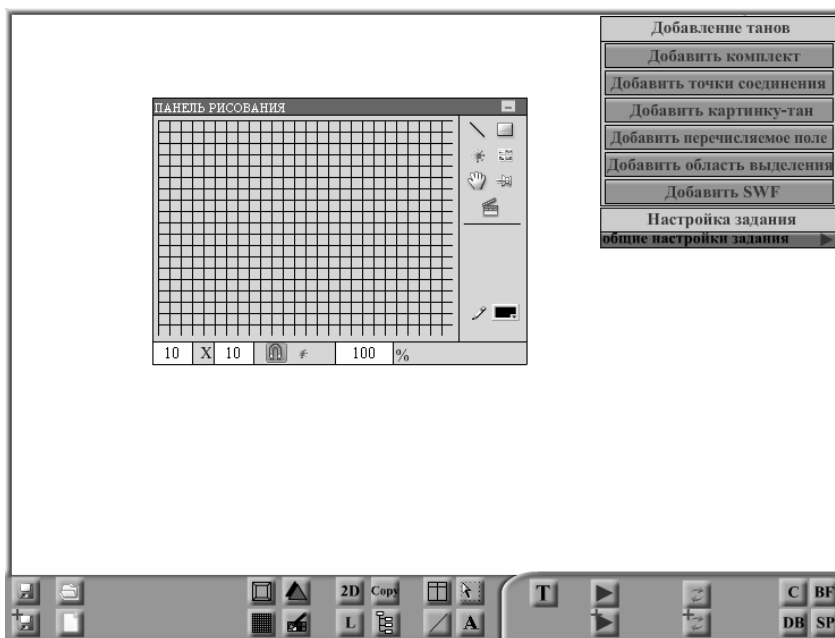 Добавление танов
Добавить комплект
Добавить точки соединения
Добавить картинку-тан
Добавить перечисляемое поле
Добавить область выделения
Добавить SWF
Настройка задания
общие настройки задания
ПАНЕЛЬ РИСОВАНИЯ
10 X 10 100 %
2D Copy T C BF
L A DB SP